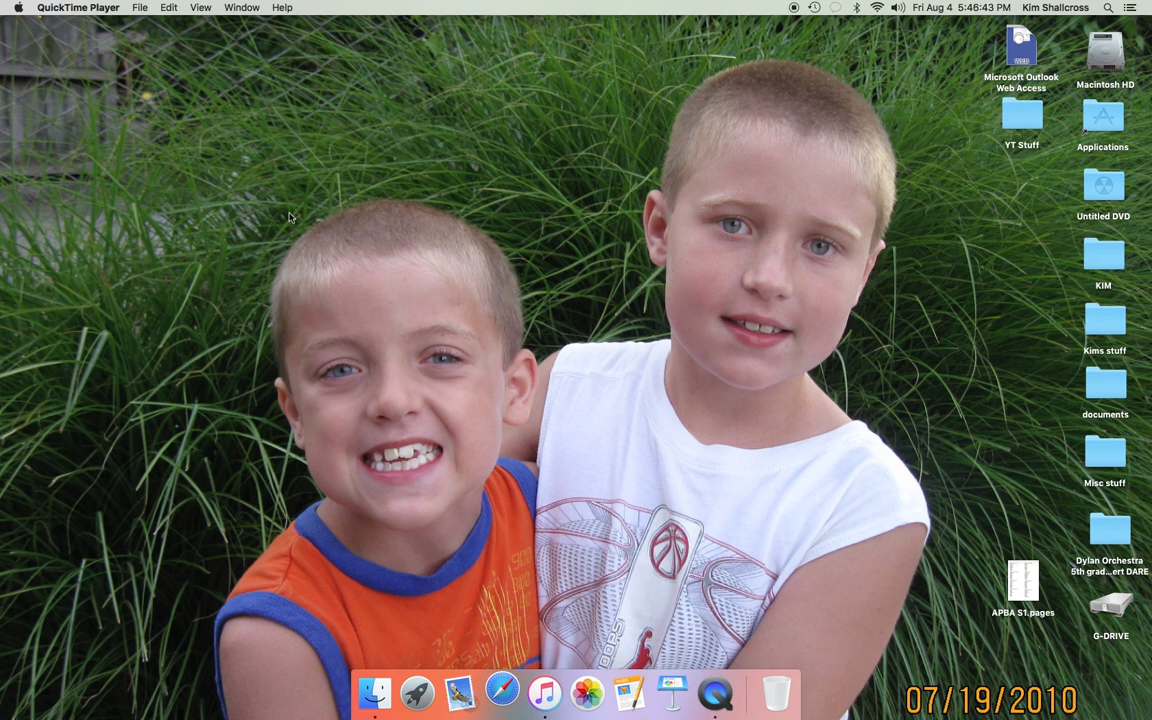 QuickTime Player File Edit View Window Help Fri Aug 4 5:46:43 PM Kim Shallcross
WEB
Microsoft Outlook
Web Access
Macintosh HD
YT Stuff
Applications
Untitled DVD
KIM
Kims stuff
documents
Misc stuff
Dylan Orchestra
5th grad...ert DARE
APBA S1.pages
G-DRIVE
HOOPS
07/19/2010